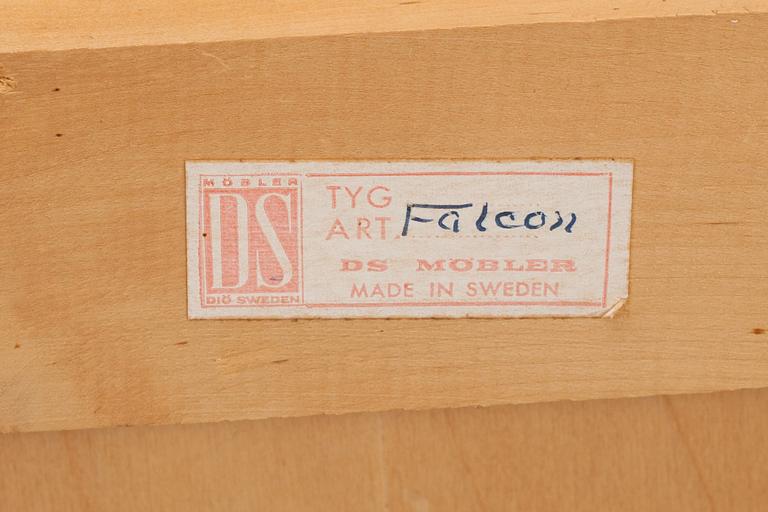 MÖBLER
DS
DIÖ SWEDEN
TYG
ART. Falcon
DS MÖBLER
MADE IN SWEDEN